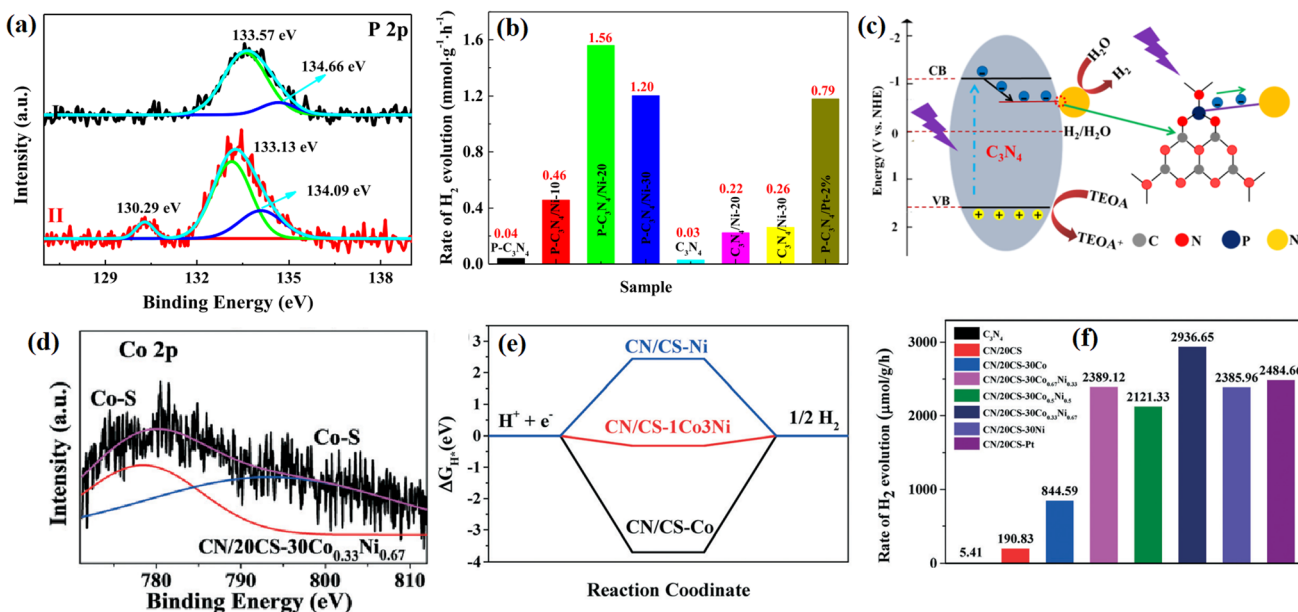 (a)
P 2p
133.57 eV
134.66 eV
I
133.13 eV
134.09 eV
130.29 eV
II
Intensity (a.u.)
129
132
135
138
Binding Energy (eV)
(b)
Rate of H2 evolution (mmol·g⁻¹·h⁻¹)
1.6
1.2
0.8
0.4
0.0
0.04
0.46
1.56
1.20
0.03
0.22
0.26
0.79
P-C3N4
P-C3N4/Ni-10
P-C3N4/Ni-20
P-C3N4/Ni-30
C3N4
C3N4/Ni-20
C3N4/Ni-30
P-C3N4/Pt-2%
Sample
(c)
Energy (V vs. NHE)
-2
-1
0
1
2
CB
VB
H2O
H2
H2/H2O
C3N4
TEOA
TEOA+
C
N
P
N
(d)
Co 2p
Co-S
Co-S
CN/20CS-30Co0.33Ni0.67
Intensity (a.u.)
780
790
800
810
Binding Energy (eV)
(e)
ΔGH*(eV)
4
3
2
1
0
-1
-2
-3
-4
CN/CS-Ni
H+ + e-
CN/CS-1Co3Ni
1/2 H2
CN/CS-Co
Reaction Coodinate
(f)
Rate of H2 evolution (μmol/g/h)
3000
2000
1000
0
C3N4
CN/20CS
CN/20CS-30Co
CN/20CS-30Co0.67Ni0.33
CN/20CS-30Co0.5Ni0.5
CN/20CS-30Co0.33Ni0.67
CN/20CS-30Ni
CN/20CS-Pt
5.41
190.83
844.59
2389.12
2121.33
2936.65
2385.96
2484.66